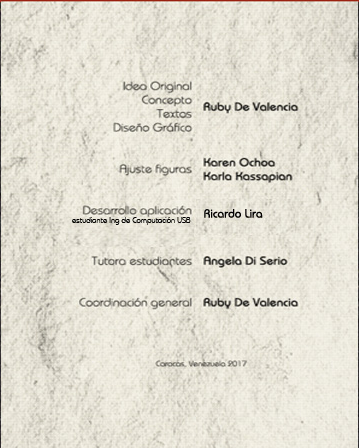 Idea Original
Concepto
Textos
Diseño Gráfico
Ruby De Valencia
Ajuste figuras
Karen Ochoa
Karla Kassapian
Desarrollo aplicación
estudiante Ing de Computación USB
Ricardo Lira
Tutora estudiantes
Angela Di Serio
Coordinación general
Ruby De Valencia
Caracas, Venezuela 2017